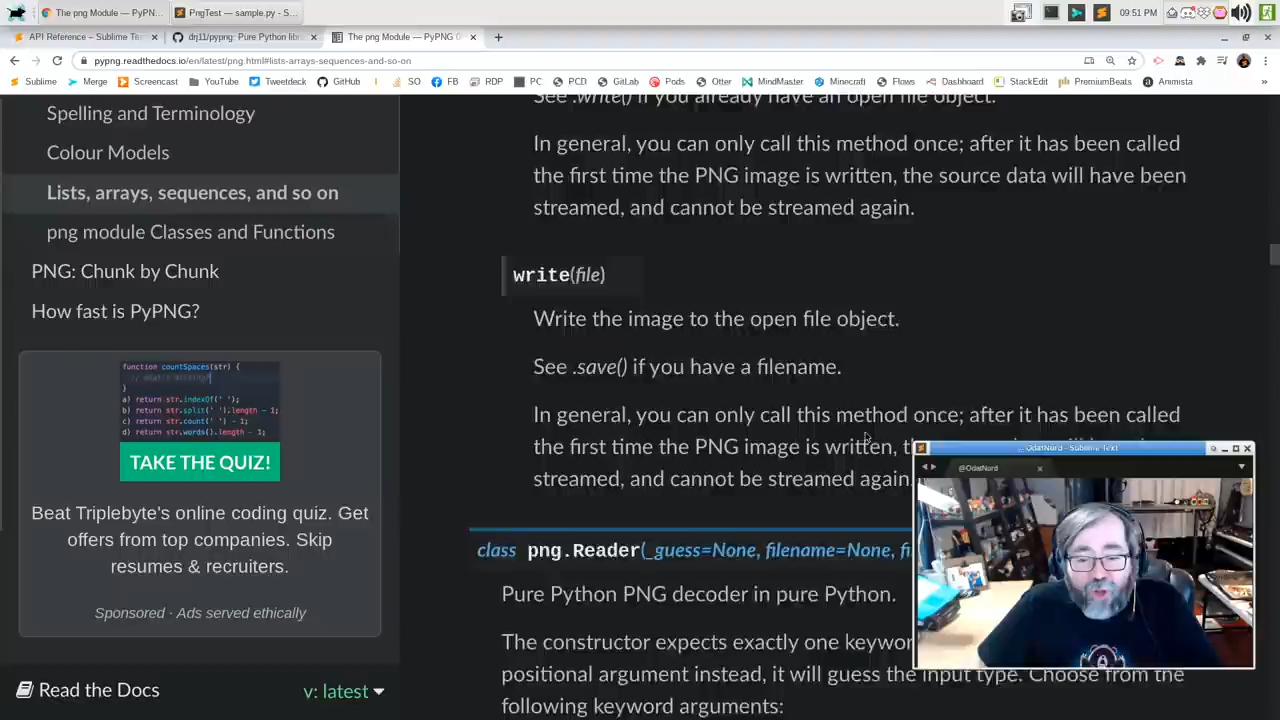 The png Module — PyPN...
PngTest — sample.py - S...
09:51 PM
API Reference – Sublime Te
drj11/pypng: Pure Python libr
The png Module — PyPNG 0
pypng.readthedocs.io/en/latest/png.html#lists-arrays-sequences-and-so-on
Sublime
Merge
Screencast
YouTube
Tweetdeck
GitHub
SO
FB
RDP
PC
PCD
GitLab
Pods
Otter
MindMaster
Minecraft
Flows
Dashboard
StackEdit
PremiumBeats
Animista
Spelling and Terminology
Colour Models
Lists, arrays, sequences, and so on
png module Classes and Functions
PNG: Chunk by Chunk
How fast is PyPNG?
function countSpaces(str) {
}
a) return str.indexOf(' ');
b) return str.split(' ').length - 1;
c) return str.count(' ') - 1;
d) return str.words().length - 1;
TAKE THE QUIZ!
Beat Triplebyte's online coding quiz. Get
offers from top companies. Skip
resumes & recruiters.
Sponsored · Ads served ethically
Read the Docs
v: latest
See .write() if you already have an open file object.
In general, you can only call this method once; after it has been called
the first time the PNG image is written, the source data will have been
streamed, and cannot be streamed again.
write(file)
Write the image to the open file object.
See .save() if you have a filename.
In general, you can only call this method once; after it has been called
the first time the PNG image is written,
streamed, and cannot be streamed again.
class png.Reader(_guess=None, filename=None, fi
Pure Python PNG decoder in pure Python.
The constructor expects exactly one keywor
positional argument instead, it will guess the input type. Choose from the
following keyword arguments:
OdatNurd - Sublime Text
@OdatNurd